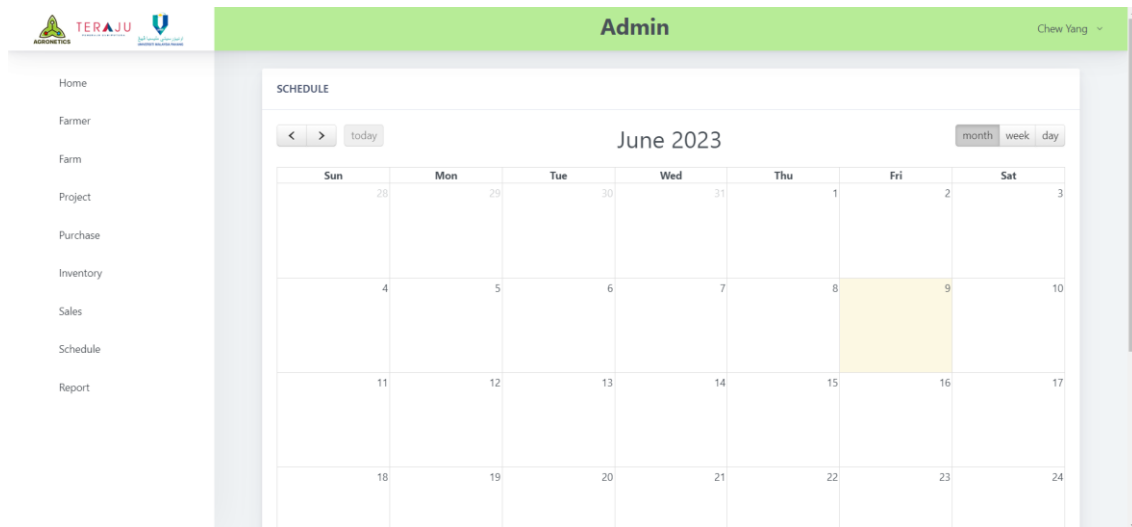 TERAJU
AGRONETICS
Admin
Chew Yang
Home
Farmer
Farm
Project
Purchase
Inventory
Sales
Schedule
Report
SCHEDULE
today
June 2023
month week day
Sun Mon Tue Wed Thu Fri Sat
28 29 30 31 1 2 3
4 5 6 7 8 9 10
11 12 13 14 15 16 17
18 19 20 21 22 23 24